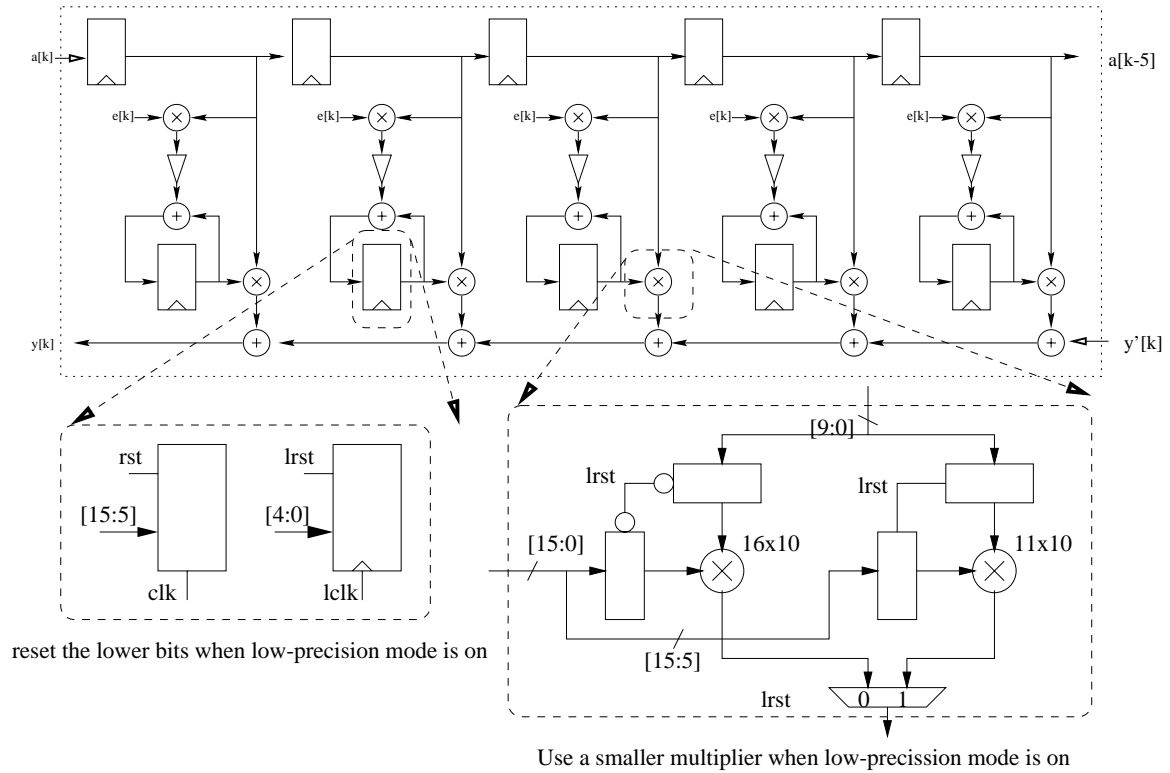 a[k]
a[k-5]
e[k]
e[k]
e[k]
e[k]
e[k]
×
×
×
×
×
+
+
+
+
+
×
×
×
×
×
y[k]
+
+
+
+
+
y'[k]
[9:0]
rst
lrst
lrst
lrst
[15:5]
[4:0]
[15:0]
16x10
11x10
×
×
clk
lclk
reset the lower bits when low-precision mode is on
[15:5]
lrst
0
1
Use a smaller multiplier when low-precission mode is on